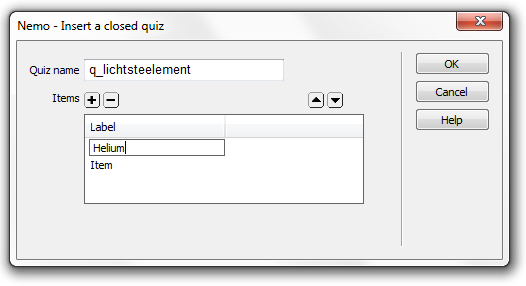 Nemo - Insert a closed quiz
Quiz name q_lichtsteelement OK
Cancel
Items
Help
Label
Helium
Item